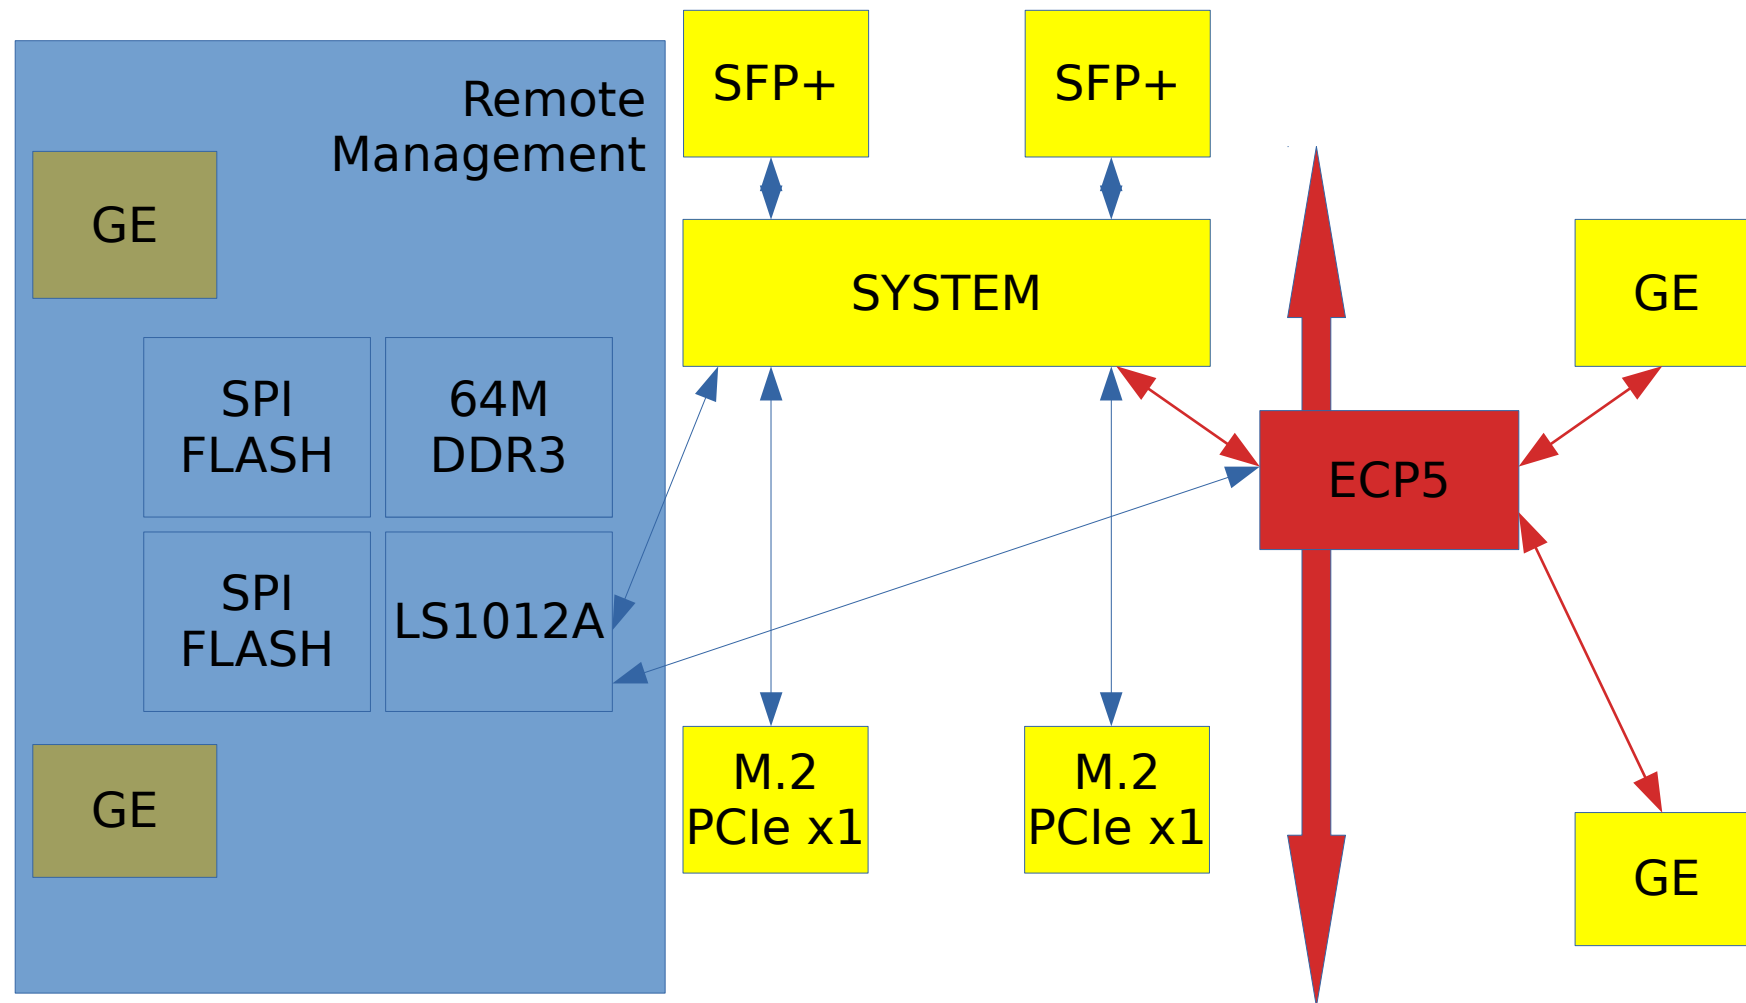 SFP+
SFP+
Remote
Management
GE
SYSTEM
GE
SPI
FLASH
64M
DDR3
ECP5
SPI
FLASH
LS1012A
M.2
PCIe x1
M.2
PCIe x1
GE
GE